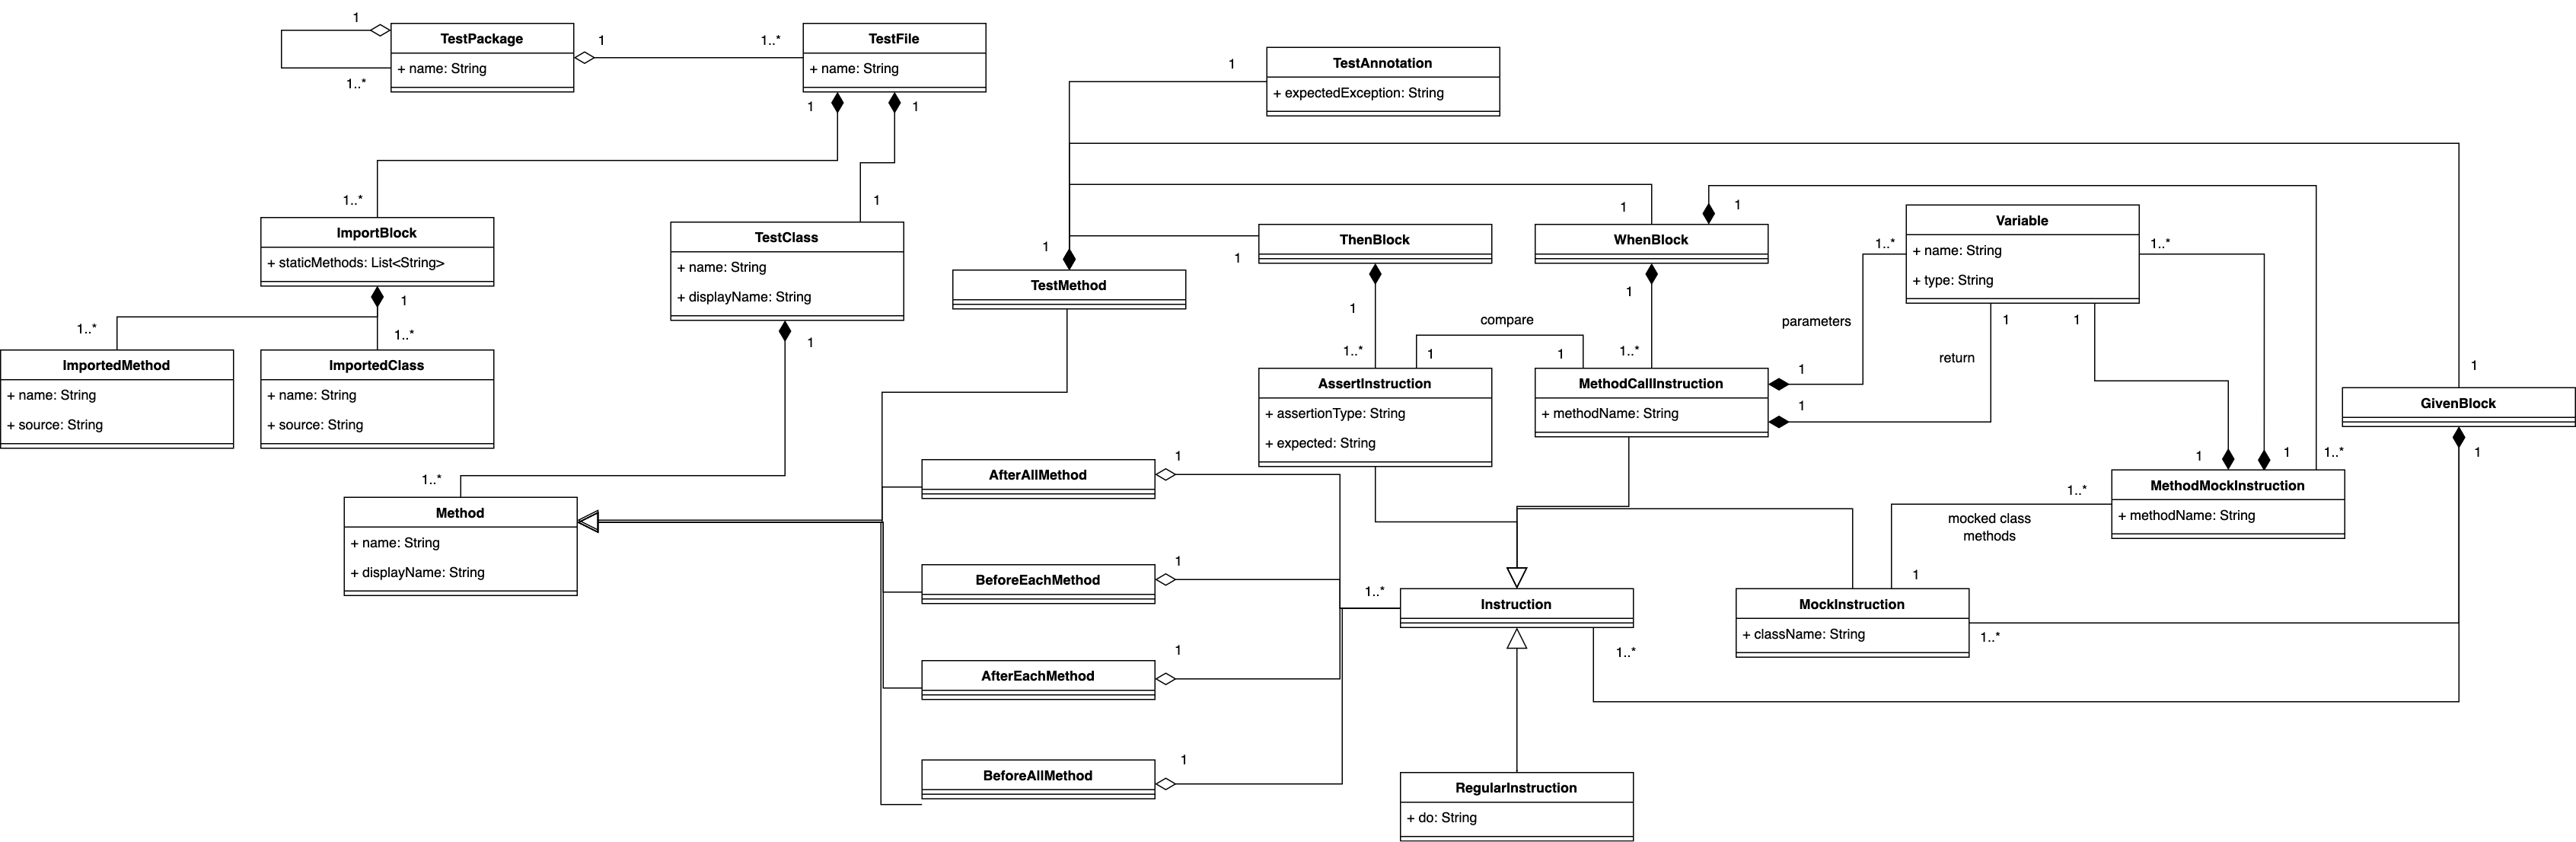 1
TestPackage
+ name: String
1..*
1
1..*
TestFile
+ name: String
1
1
1..*
ImportBlock
+ staticMethods: List<String>
1
1..*
1..*
ImportedMethod
+ name: String
+ source: String
ImportedClass
+ name: String
+ source: String
1
TestClass
+ name: String
+ displayName: String
1
1..*
Method
+ name: String
+ displayName: String
1
TestAnnotation
+ expectedException: String
1
TestMethod
1
ThenBlock
1
1..*
1
WhenBlock
1
1
1..*
compare
1
1
AssertInstruction
+ assertionType: String
+ expected: String
MethodCallInstruction
+ methodName: String
1
1
parameters
return
1..*
Variable
+ name: String
+ type: String
1..*
1
1
1
GivenBlock
1
1
1
1..*
MethodMockInstruction
+ methodName: String
1..*
mocked class
methods
1
MockInstruction
+ className: String
1..*
AfterAllMethod
1
BeforeEachMethod
1
AfterEachMethod
1
BeforeAllMethod
1
1..*
Instruction
1..*
RegularInstruction
+ do: String